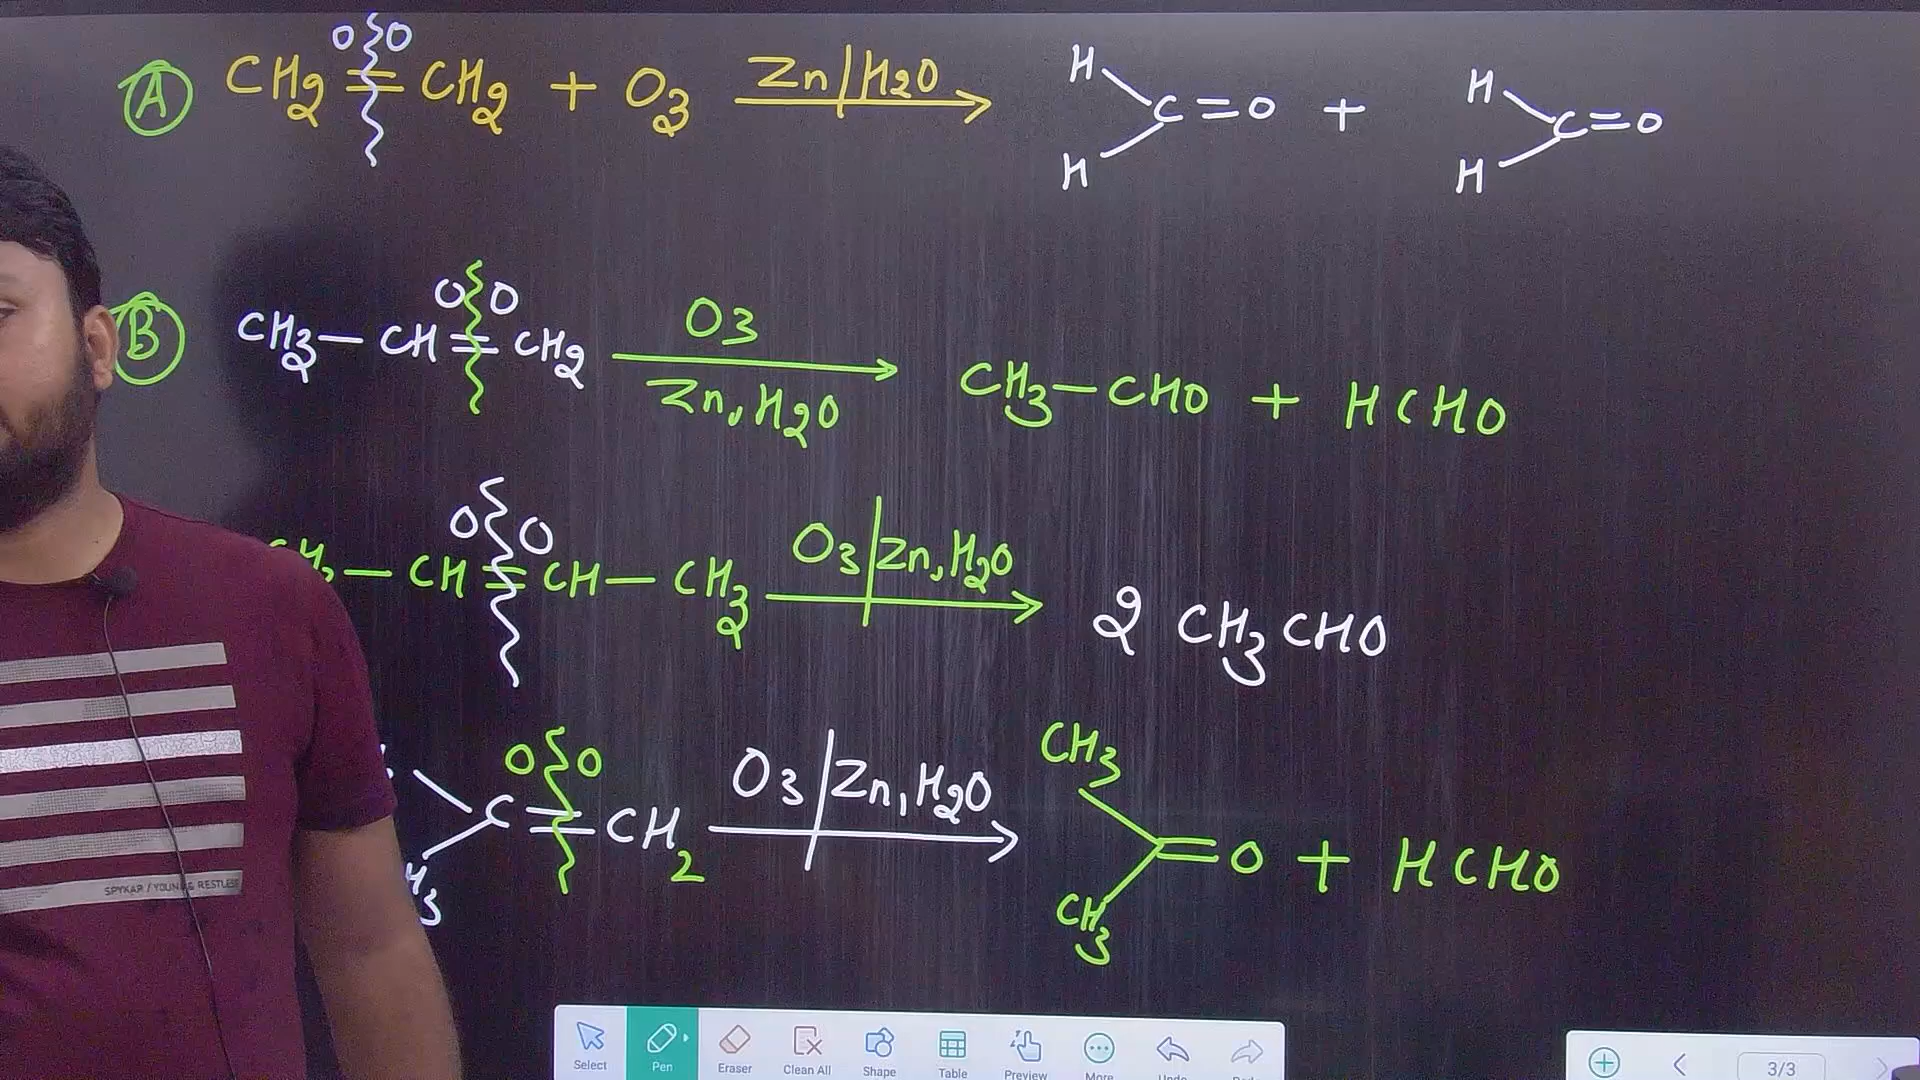 O O
(A) CH2 = CH2 + O3 Zn|H2O → H H C=O + H H C=O
O O
(B) CH3 — CH = CH2 O3 Zn, H2O → CH3 — CHO + HCHO
O O
— CH = CH — CH3 O3|Zn, H2O → 2 CH3CHO
O O
H3 C = CH2 O3|Zn, H2O → CH3 CH3 =O + HCHO
SPYKAR / YOUNG & RESTLESS
Select Pen Eraser Clean All Shape Table Preview More Undo
3/3